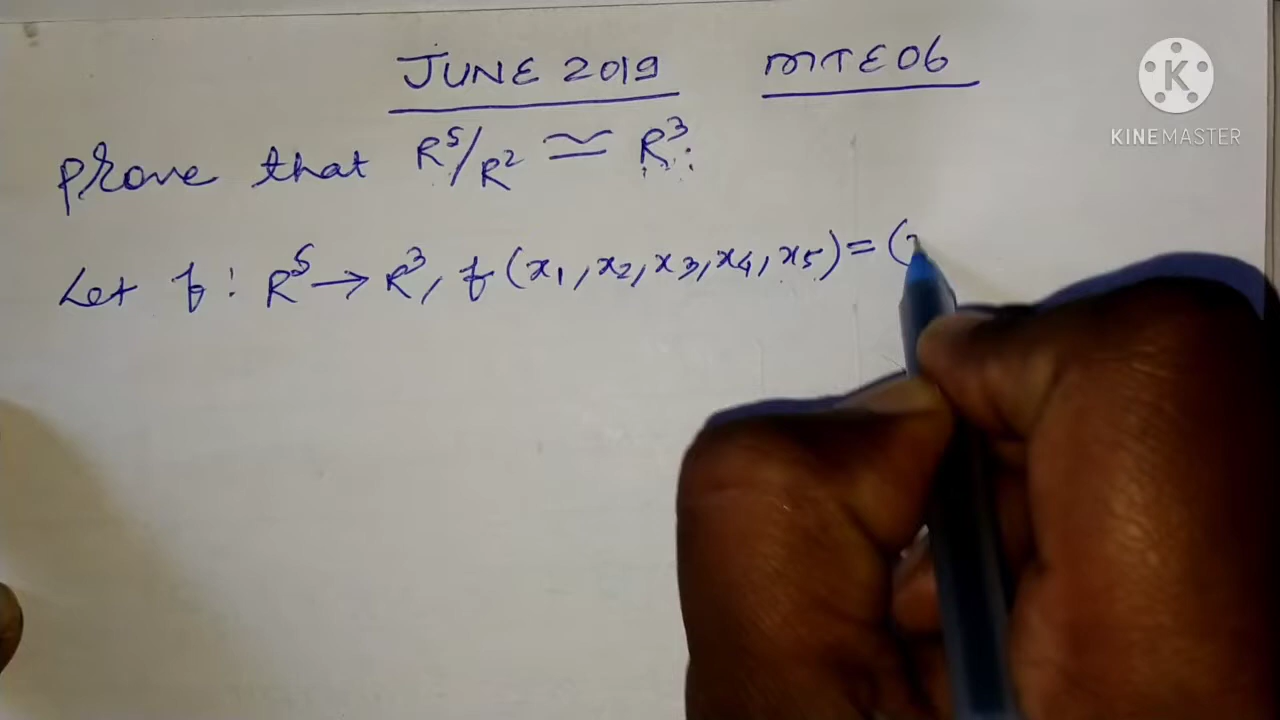 JUNE 2019 MTE06
K
KINEMASTER
prove that R⁵/R² ≃ R³.
Let f : R⁵ → R³, f (x₁, x₂, x₃, x₄, x₅) = (